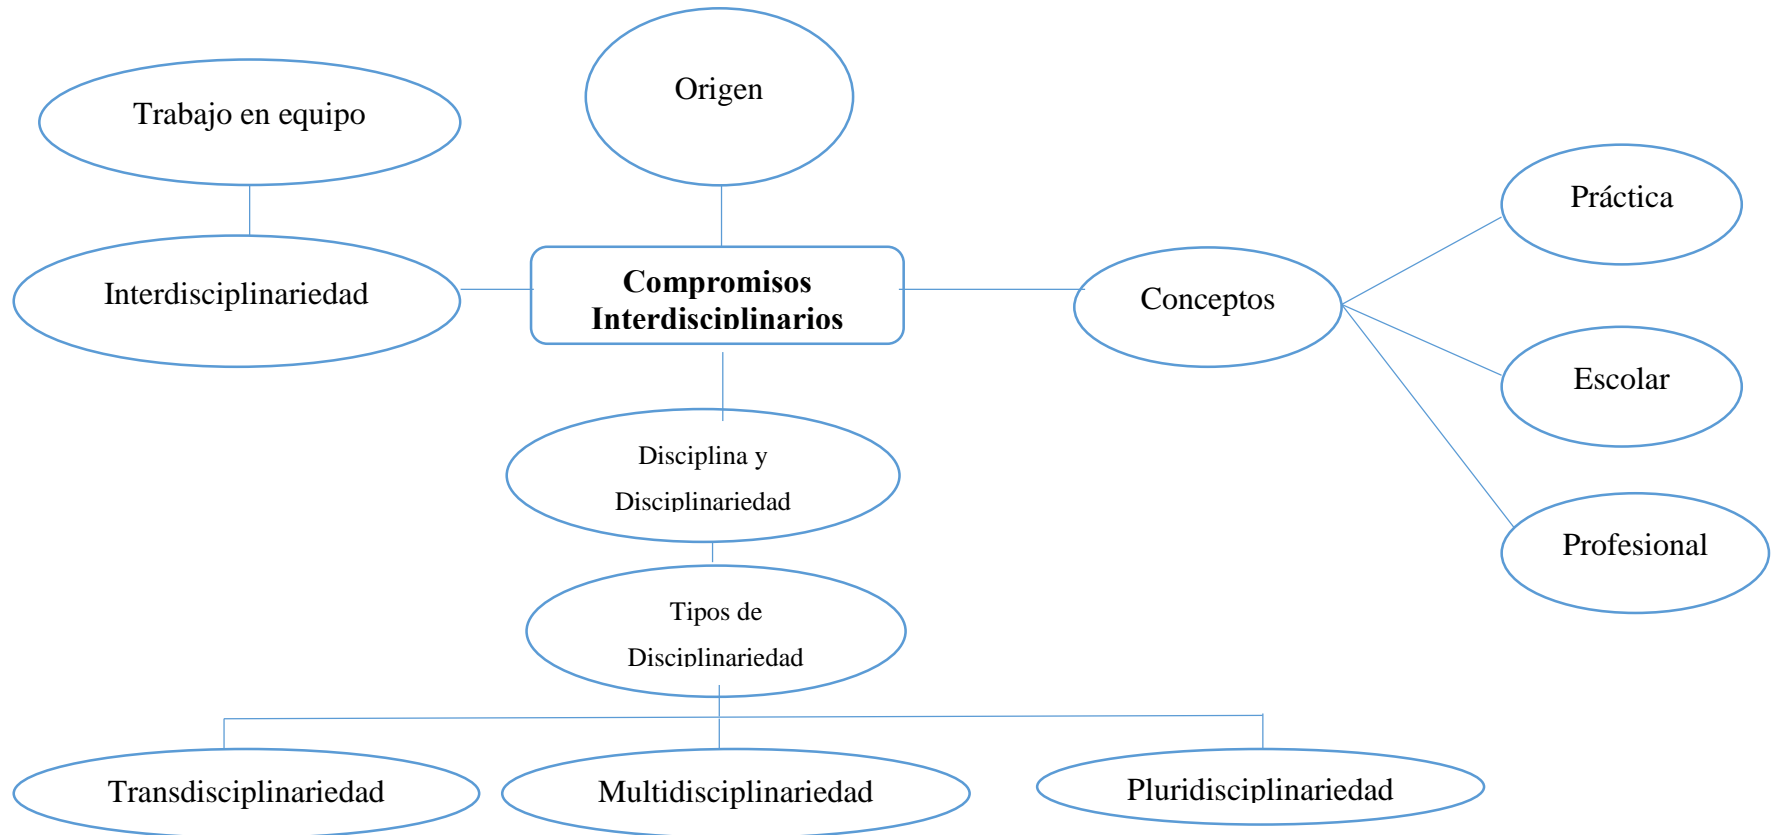 Origen
Trabajo en equipo
Práctica
Interdisciplinariedad
Compromisos
Interdisciplinarios
Conceptos
Escolar
Disciplina y
Disciplinariedad
Profesional
Tipos de
Disciplinariedad
Transdisciplinariedad
Multidisciplinariedad
Pluridisciplinariedad